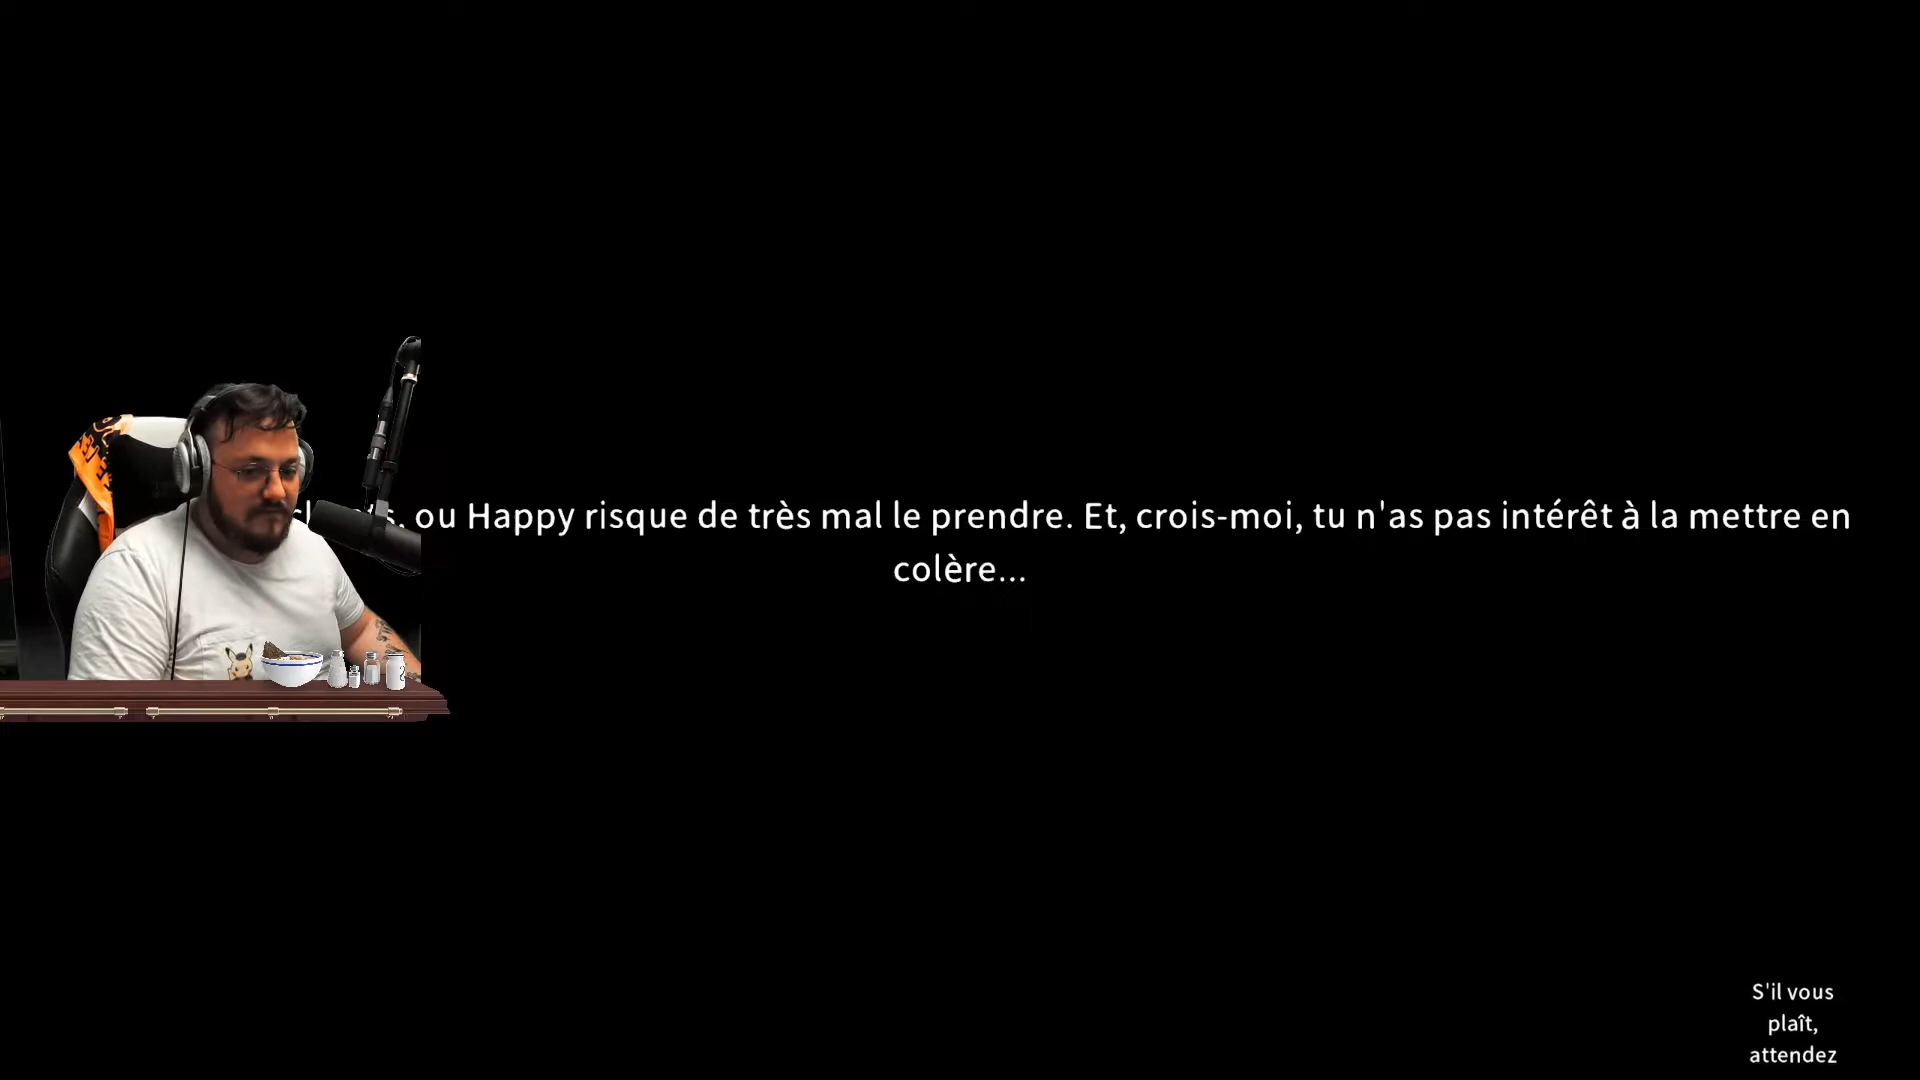 ou Happy risque de très mal le prendre. Et, crois-moi, tu n'as pas intérêt à la mettre en
colère...
S'il vous
plaît,
attendez